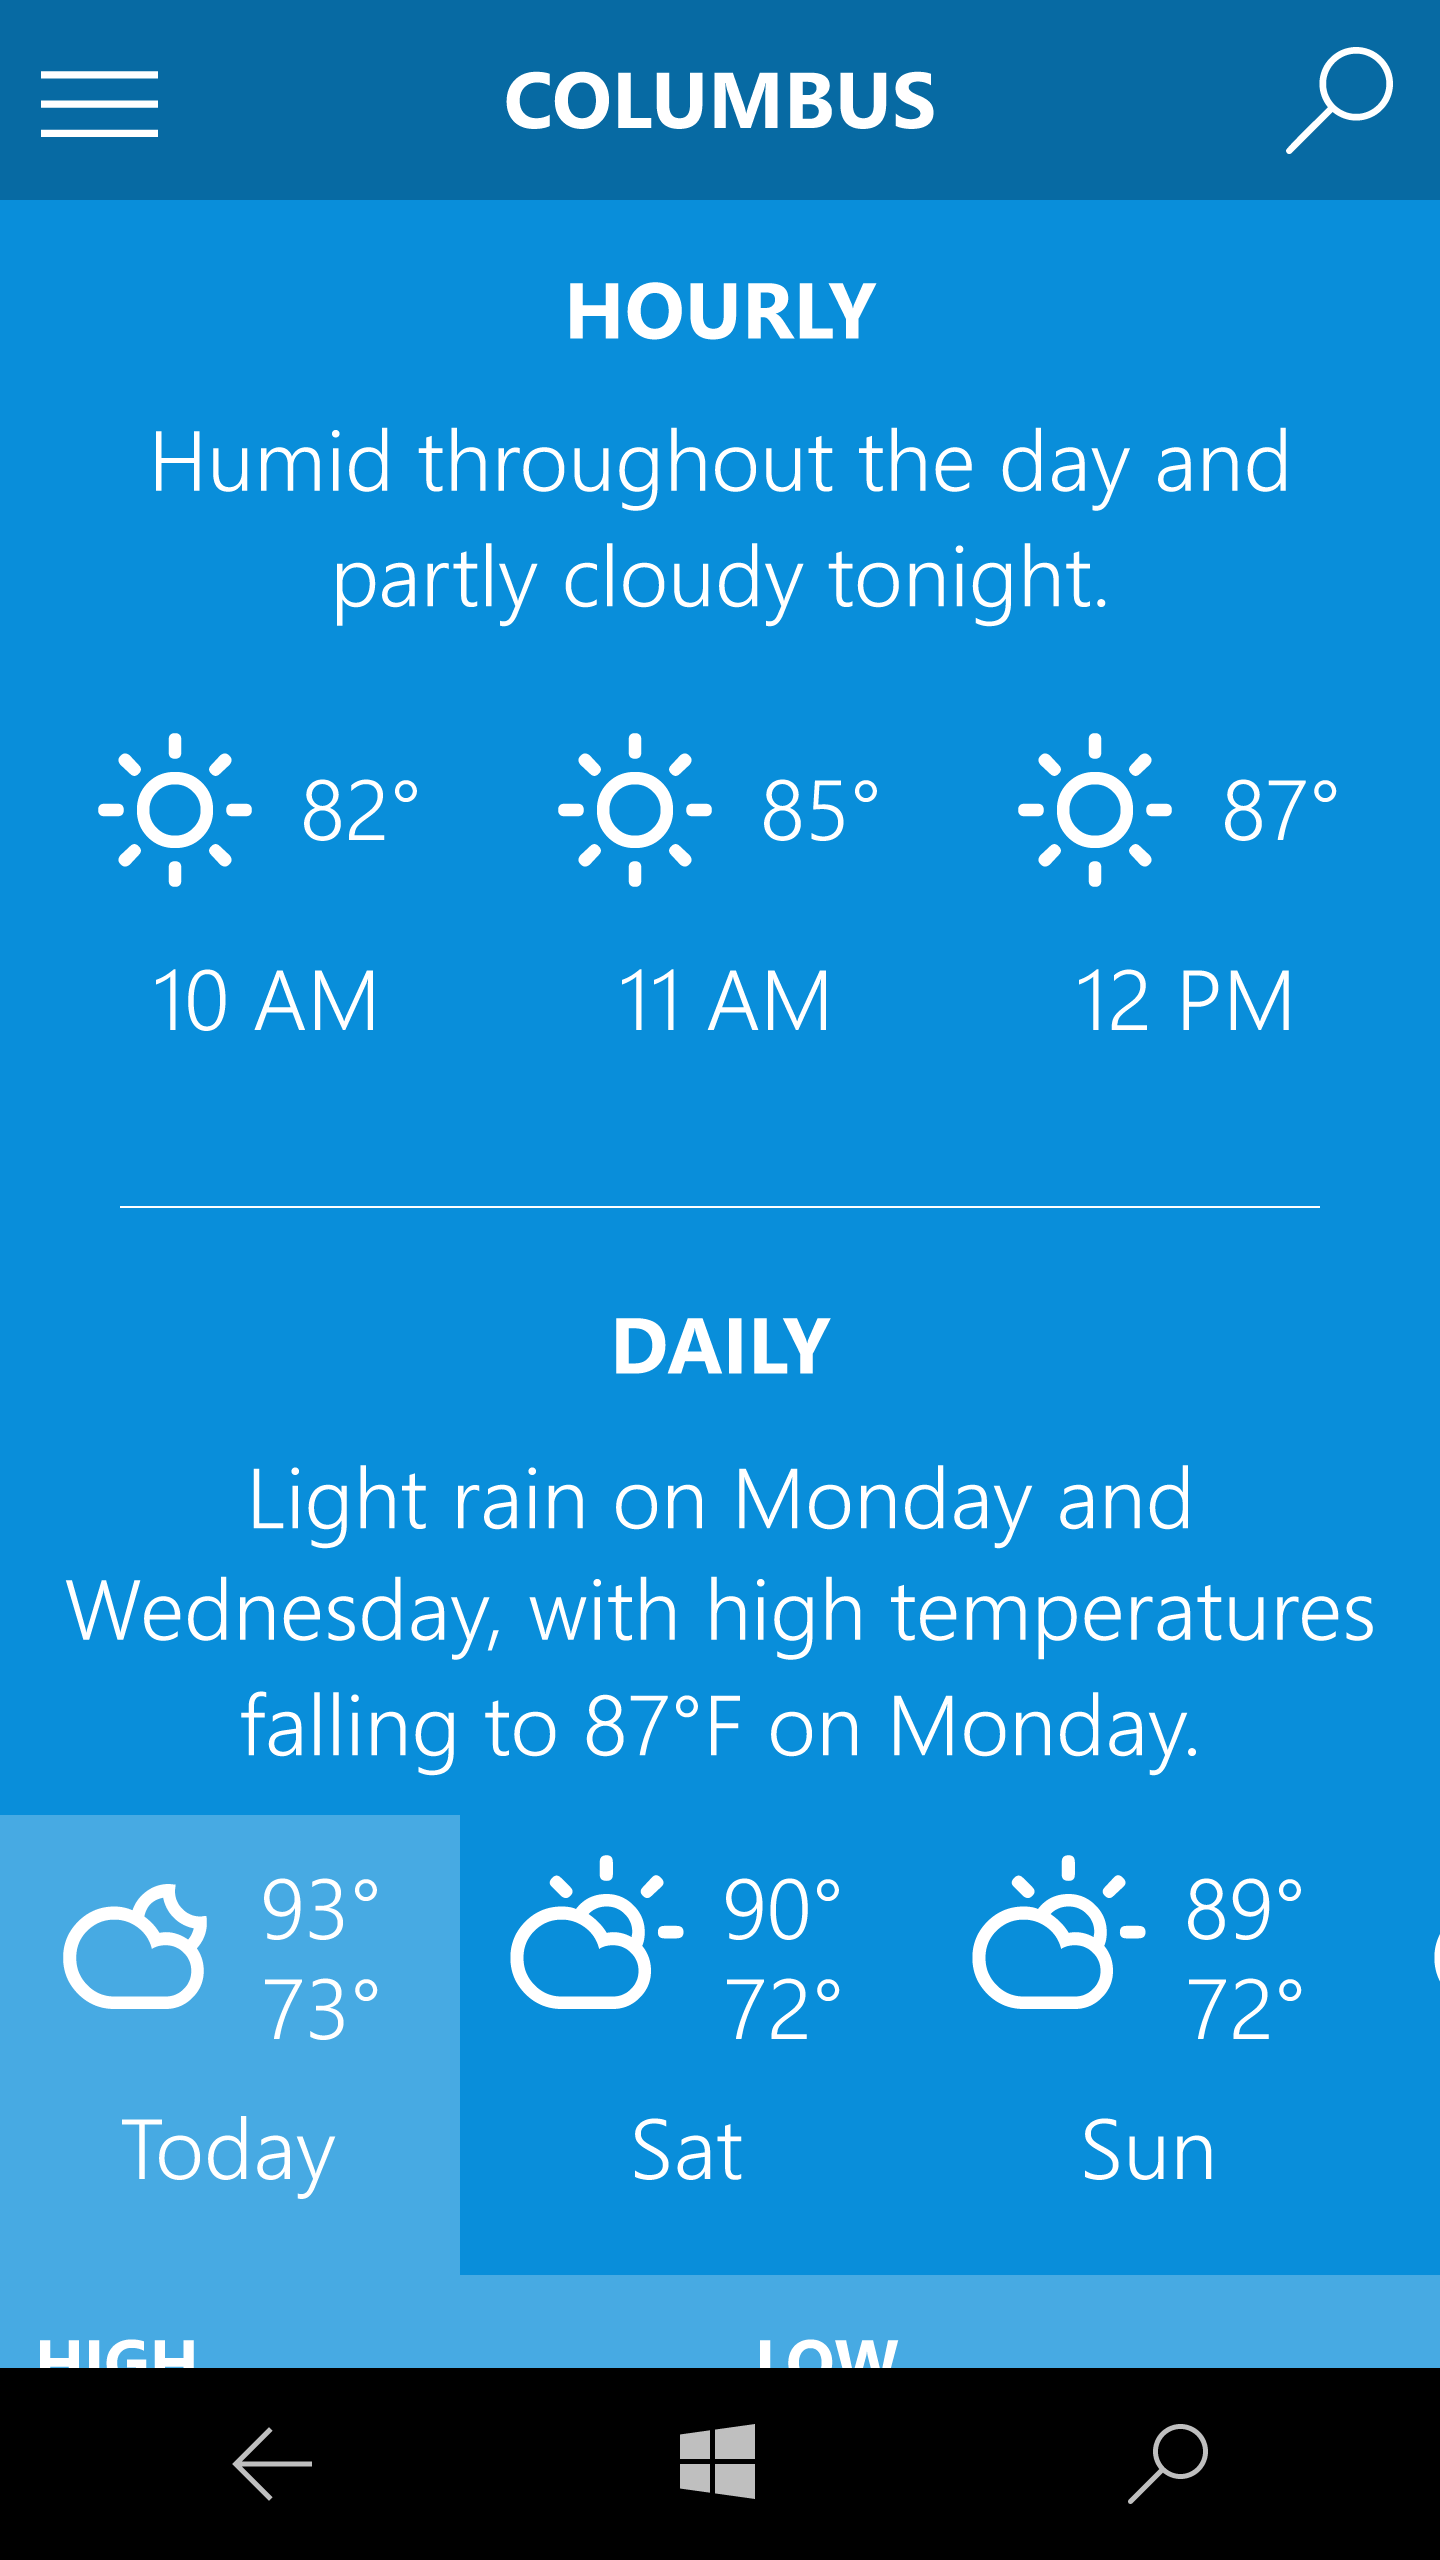 COLUMBUS
HOURLY
Humid throughout the day and
partly cloudy tonight.
82° 85° 87°
10 AM 11 AM 12 PM
DAILY
Light rain on Monday and
Wednesday, with high temperatures
falling to 87°F on Monday.
93° 90° 89°
73° 72° 72°
Today Sat Sun
HIGH LOW